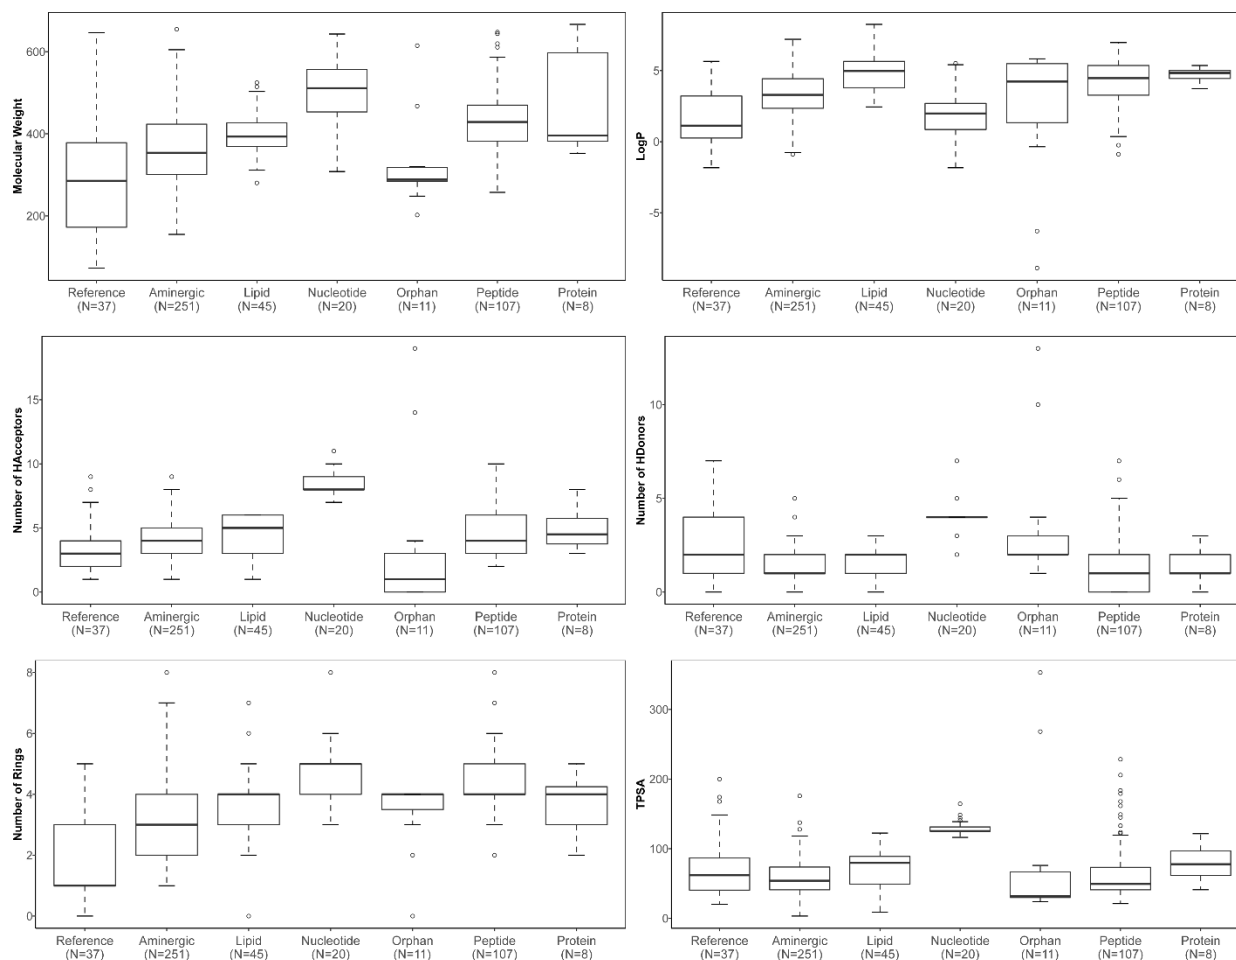 Molecular Weight
600
400
200
Reference Aminergic Lipid Nucleotide Orphan Peptide Protein
(N=37) (N=251) (N=45) (N=20) (N=11) (N=107) (N=8)
LogP
5
0
-5
Reference Aminergic Lipid Nucleotide Orphan Peptide Protein
(N=37) (N=251) (N=45) (N=20) (N=11) (N=107) (N=8)
Number of HAcceptors
15
10
5
0
Reference Aminergic Lipid Nucleotide Orphan Peptide Protein
(N=37) (N=251) (N=45) (N=20) (N=11) (N=107) (N=8)
Number of HDonors
10
5
0
Reference Aminergic Lipid Nucleotide Orphan Peptide Protein
(N=37) (N=251) (N=45) (N=20) (N=11) (N=107) (N=8)
Number of Rings
8
6
4
2
0
Reference Aminergic Lipid Nucleotide Orphan Peptide Protein
(N=37) (N=251) (N=45) (N=20) (N=11) (N=107) (N=8)
TPSA
300
200
100
0
Reference Aminergic Lipid Nucleotide Orphan Peptide Protein
(N=37) (N=251) (N=45) (N=20) (N=11) (N=107) (N=8)